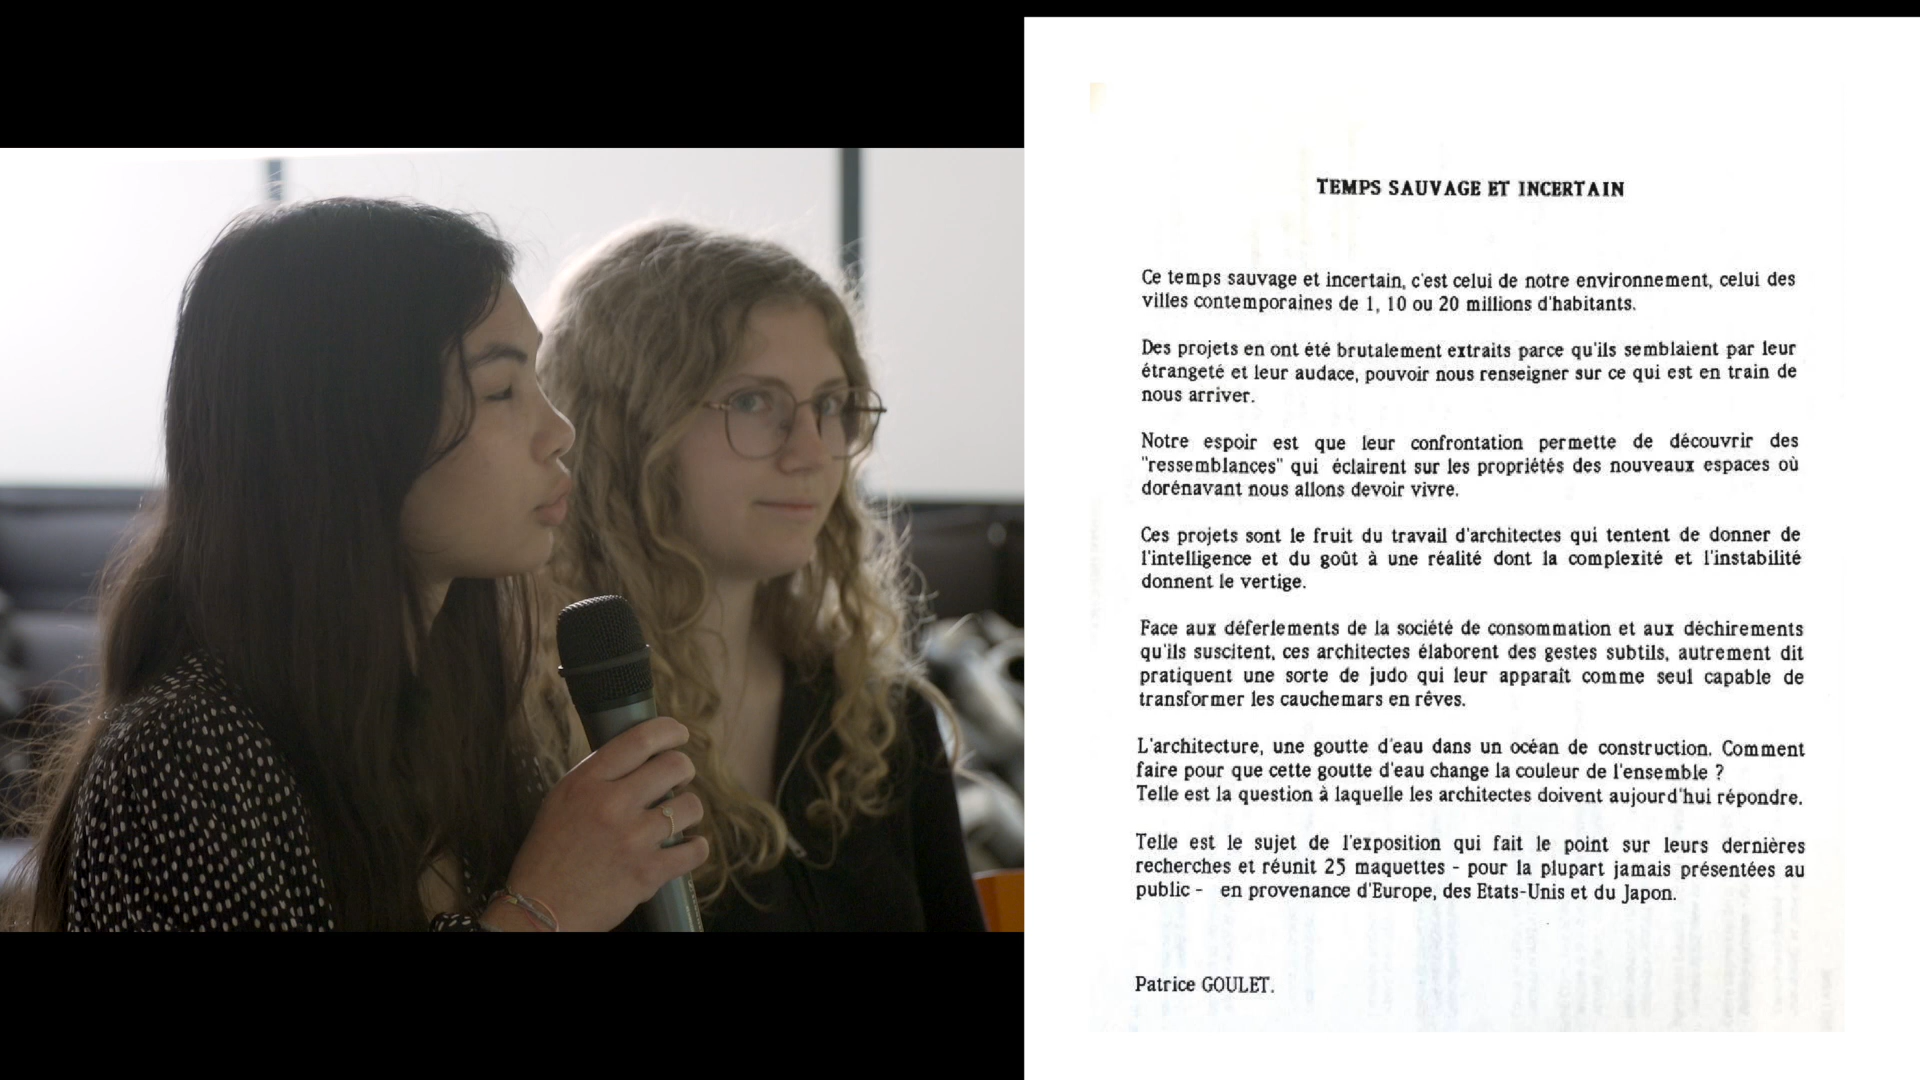 TEMPS SAUVAGE ET INCERTAIN
Ce temps sauvage et incertain, c'est celui de notre environnement, celui des
villes contemporaines de 1, 10 ou 20 millions d'habitants.
Des projets en ont été brutalement extraits parce qu'ils semblaient par leur
étrangeté et leur audace, pouvoir nous renseigner sur ce qui est en train de
nous arriver.
Notre espoir est que leur confrontation permette de découvrir des
"ressemblances" qui éclairent sur les propriétés des nouveaux espaces où
dorénavant nous allons devoir vivre.
Ces projets sont le fruit du travail d'architectes qui tentent de donner de
l'intelligence et du goût à une réalité dont la complexité et l'instabilité
donnent le vertige.
Face aux déferlements de la société de consommation et aux déchirements
qu'ils suscitent, ces architectes élaborent des gestes subtils, autrement dit
pratiquent une sorte de judo qui leur apparaît comme seul capable de
transformer les cauchemars en rêves.
L'architecture, une goutte d'eau dans un océan de construction. Comment
faire pour que cette goutte d'eau change la couleur de l'ensemble ?
Telle est la question à laquelle les architectes doivent aujourd'hui répondre.
Telle est le sujet de l'exposition qui fait le point sur leurs dernières
recherches et réunit 25 maquettes - pour la plupart jamais présentées au
public - en provenance d'Europe, des Etats-Unis et du Japon.
Patrice GOULET.